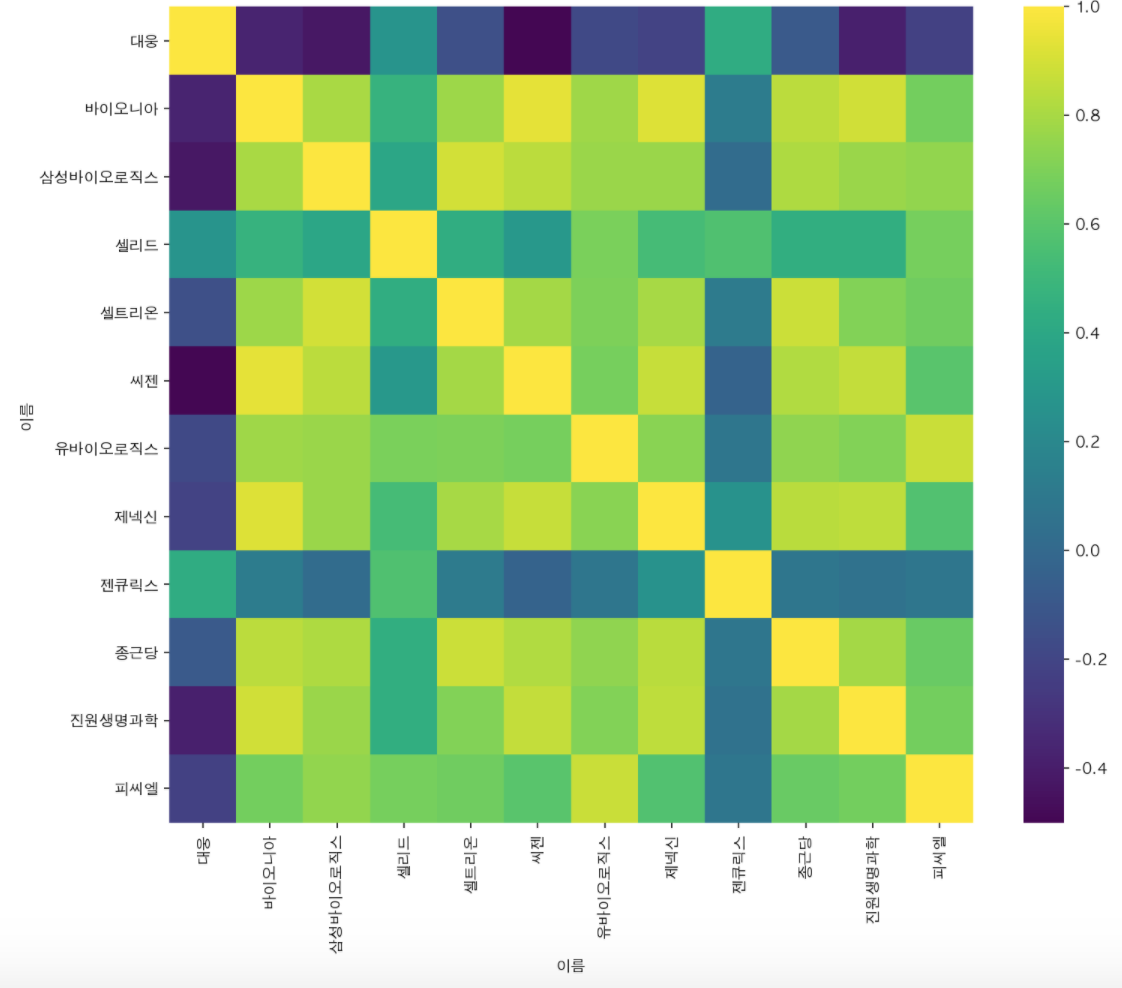 대웅
바이오니아
삼성바이오로직스
셀리드
셀트리온
씨젠
유바이오로직스
제넥신
젠큐릭스
종근당
진원생명과학
피씨엘
이름
대웅
바이오니아
삼성바이오로직스
셀리드
셀트리온
씨젠
유바이오로직스
제넥신
젠큐릭스
종근당
진원생명과학
피씨엘
이름
1.0
0.8
0.6
0.4
0.2
0.0
-0.2
-0.4